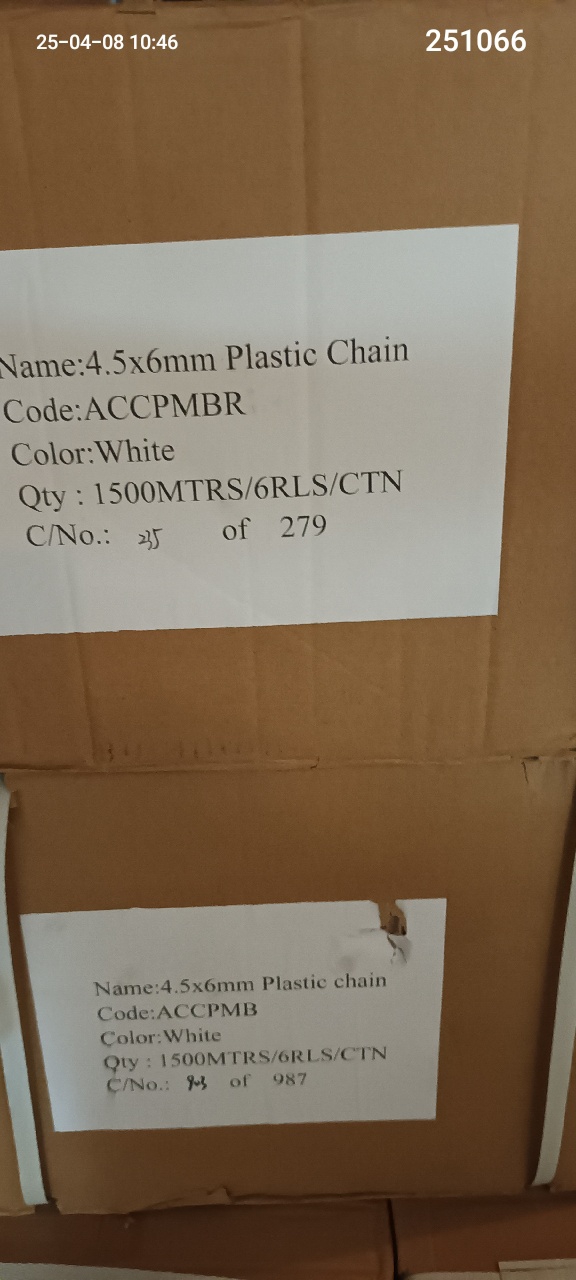 25-04-08 10:46
251066
Name:4.5x6mm Plastic Chain
Code:ACCPMBR
Color:White
Qty : 1500MTRS/6RLS/CTN
C/No.: 235 of 279
Name:4.5x6mm Plastic chain
Code:ACCPMB
Color:White
Qty : 1500MTRS/6RLS/CTN
C/No.: of 987